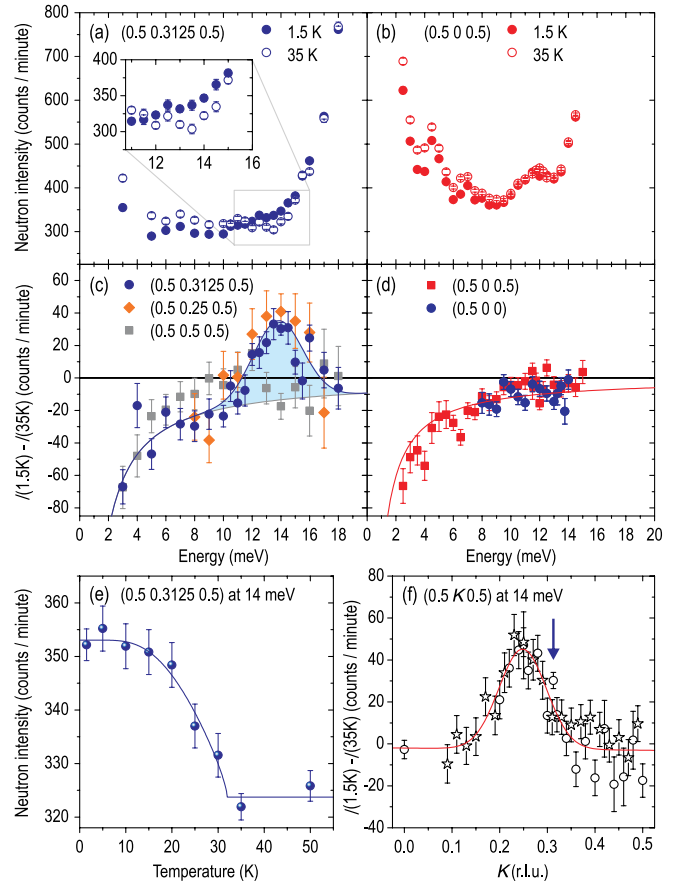 Neutron intensity (counts / minute)
800
700
600
500
400
300
(a)
(0.5 0.3125 0.5)
1.5 K
35 K
350
325
300
12
14
16
(b)
(0.5 0 0.5)
1.5 K
35 K
I(1.5K) - I(35K) (counts / minute)
60
40
20
0
-20
-40
-60
-80
(c)
(0.5 0.3125 0.5)
(0.5 0.25 0.5)
(0.5 0.5 0.5)
0 2 4 6 8 10 12 14 16 18
Energy (meV)
(d)
(0.5 0 0.5)
(0.5 0 0)
0 2 4 6 8 10 12 14 16 18 20
Energy (meV)
Neutron intensity (counts / minute)
360
350
340
330
320
(e)
(0.5 0.3125 0.5) at 14 meV
0 10 20 30 40 50
Temperature (K)
I(1.5K) - I(35K) (counts / minute)
80
60
40
20
0
-20
-40
(f)
(0.5 K 0.5) at 14 meV
0.0 0.1 0.2 0.3 0.4 0.5
K (r.l.u.)